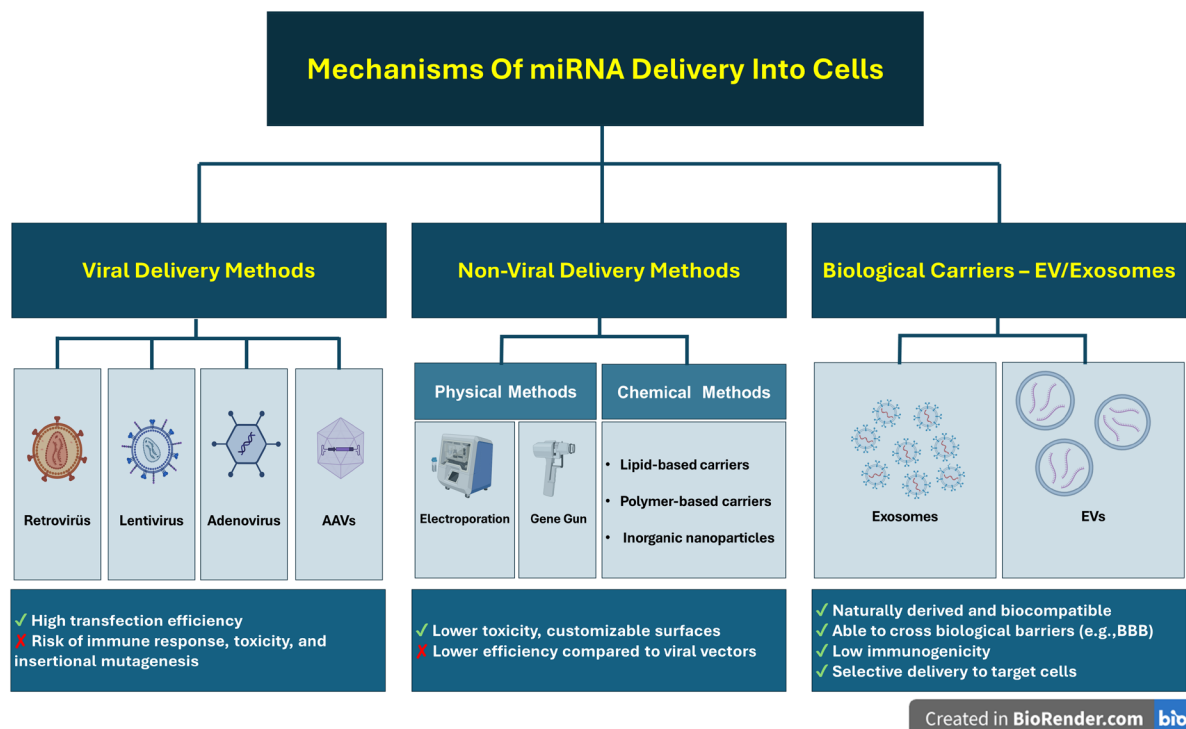 Mechanisms Of miRNA Delivery Into Cells
Viral Delivery Methods
Non-Viral Delivery Methods
Biological Carriers – EV/Exosomes
Retrovirüs
Lentivirus
Adenovirus
AAVs
Physical Methods
Chemical Methods
Electroporation
Gene Gun
• Lipid-based carriers
• Polymer-based carriers
• Inorganic nanoparticles
Exosomes
EVs
✓ High transfection efficiency
✗ Risk of immune response, toxicity, and
insertional mutagenesis
✓ Lower toxicity, customizable surfaces
✗ Lower efficiency compared to viral vectors
✓ Naturally derived and biocompatible
✓ Able to cross biological barriers (e.g.,BBB)
✓ Low immunogenicity
✓ Selective delivery to target cells
Created in BioRender.com bio